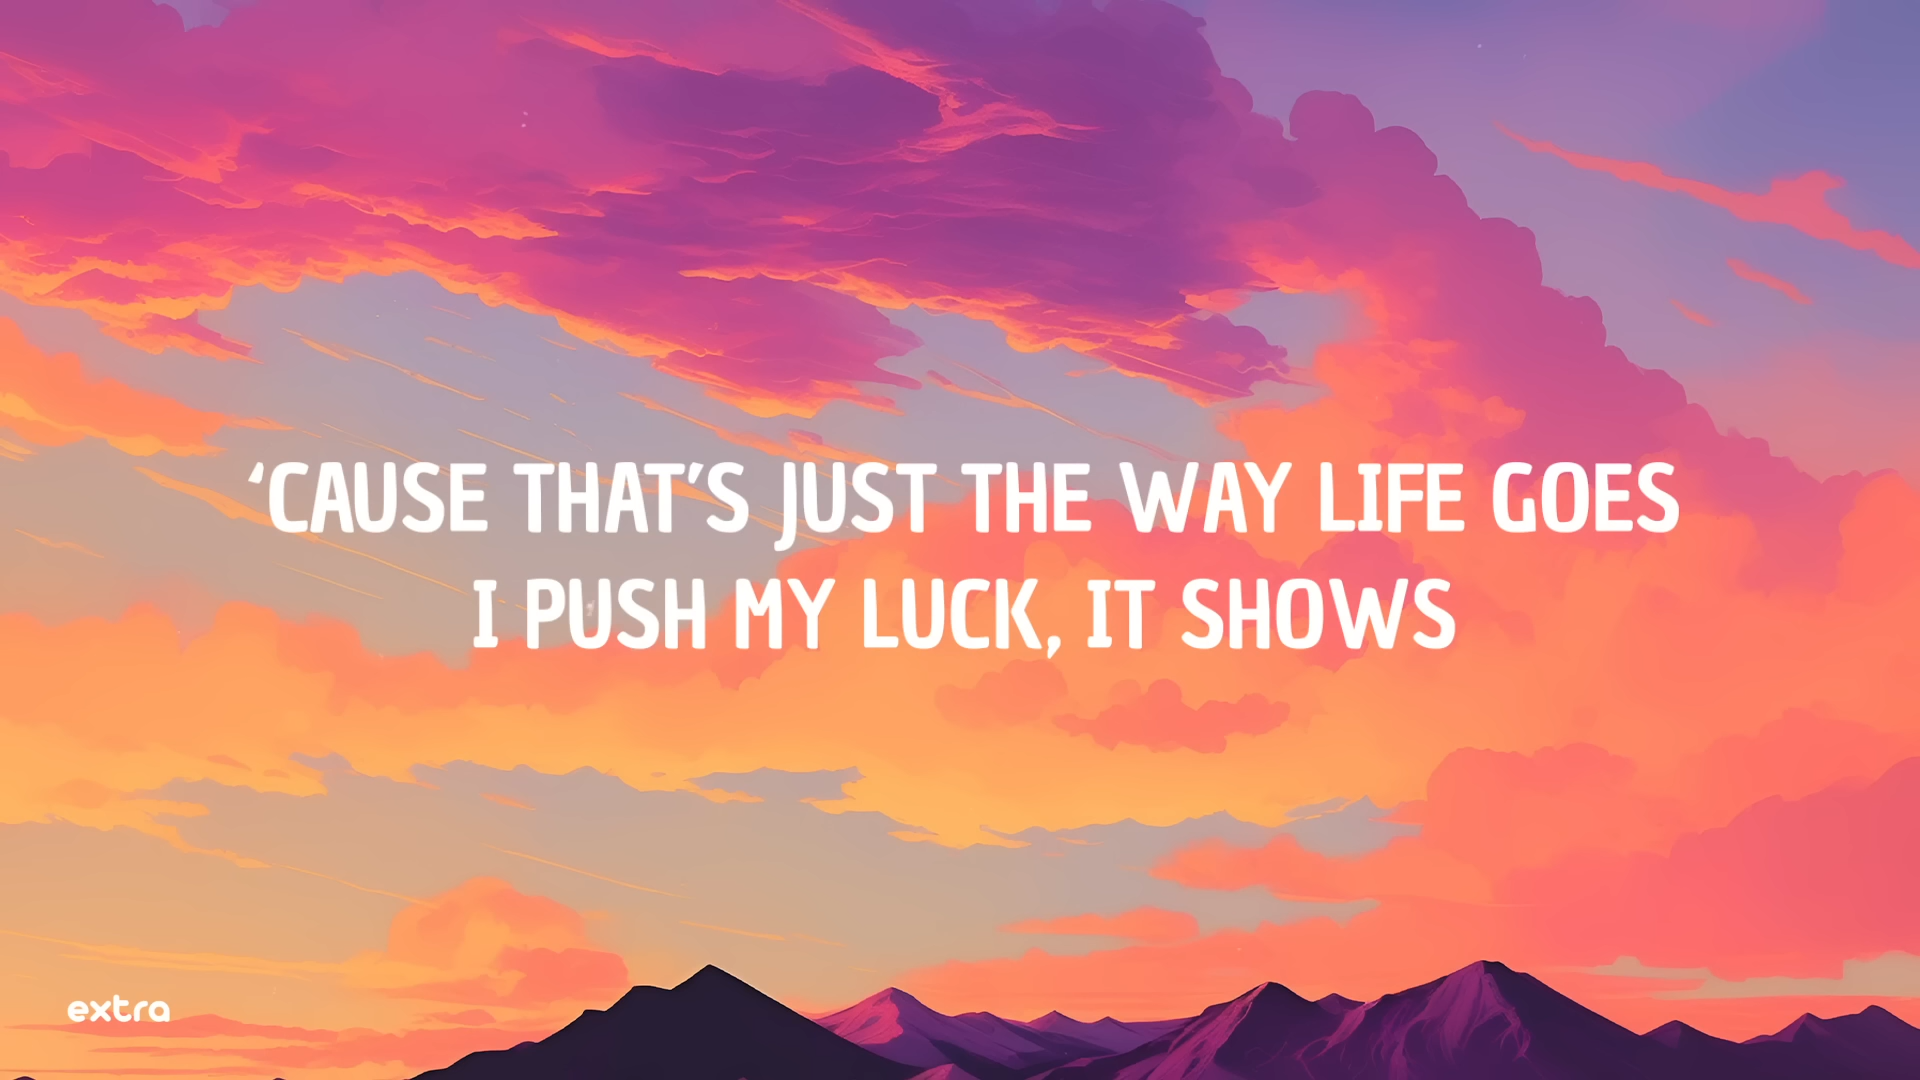 ‘CAUSE THAT’S JUST THE WAY LIFE GOES
I PUSH MY LUCK, IT SHOWS
extra